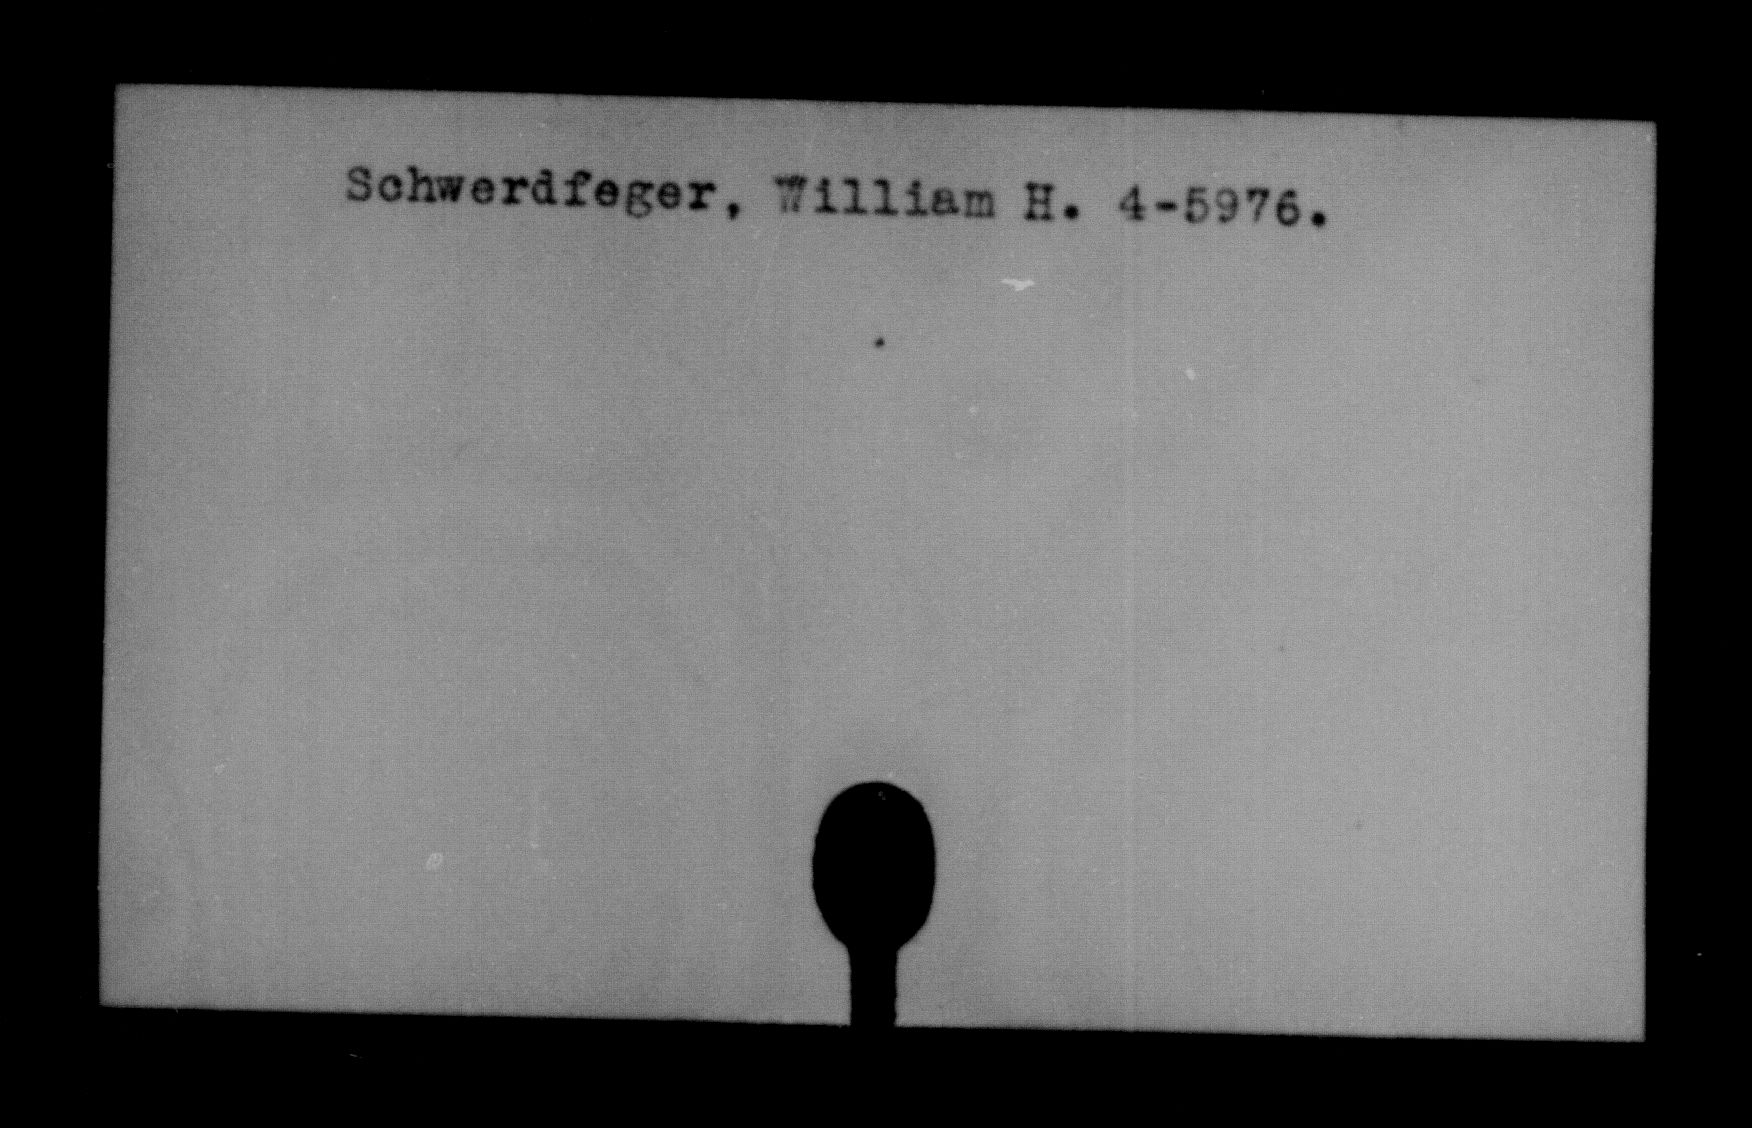 Schwerdfeger, William H. 4-5976.